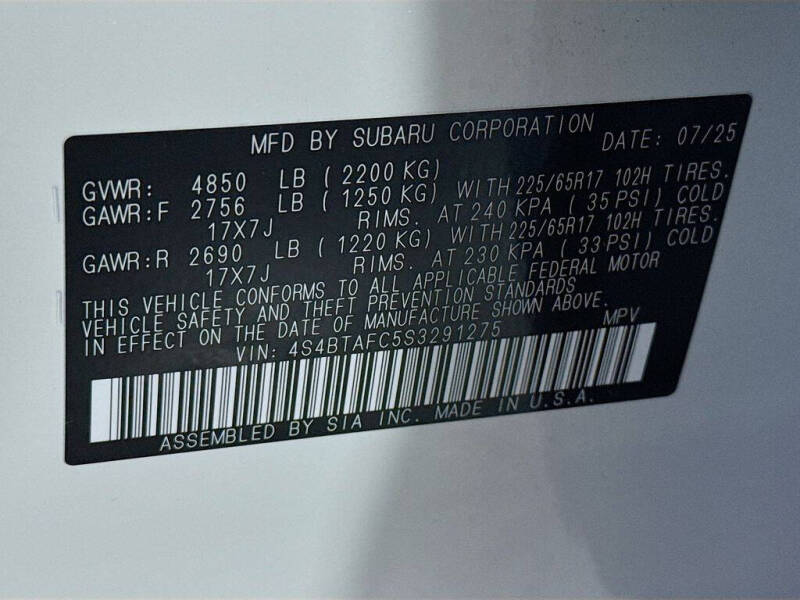 MFD BY SUBARU CORPORATION DATE: 07/25
GVWR: 4850 LB (2200 KG)
GAWR:F 2756 LB (1250 KG) WITH 225/65R17 102H TIRES.
17X7J RIMS. AT 240 KPA (35 PSI) COLD
GAWR:R 2690 LB (1220 KG) WITH 225/65R17 102H TIRES.
17X7J RIMS. AT 230 KPA (33 PSI) COLD
THIS VEHICLE CONFORMS TO ALL APPLICABLE FEDERAL MOTOR
VEHICLE SAFETY AND THEFT PREVENTION STANDARDS
IN EFFECT ON THE DATE OF MANUFACTURE SHOWN ABOVE.
VIN: 4S4BTAFC5S3291275 MPV
ASSEMBLED BY SIA INC. MADE IN U.S.A.